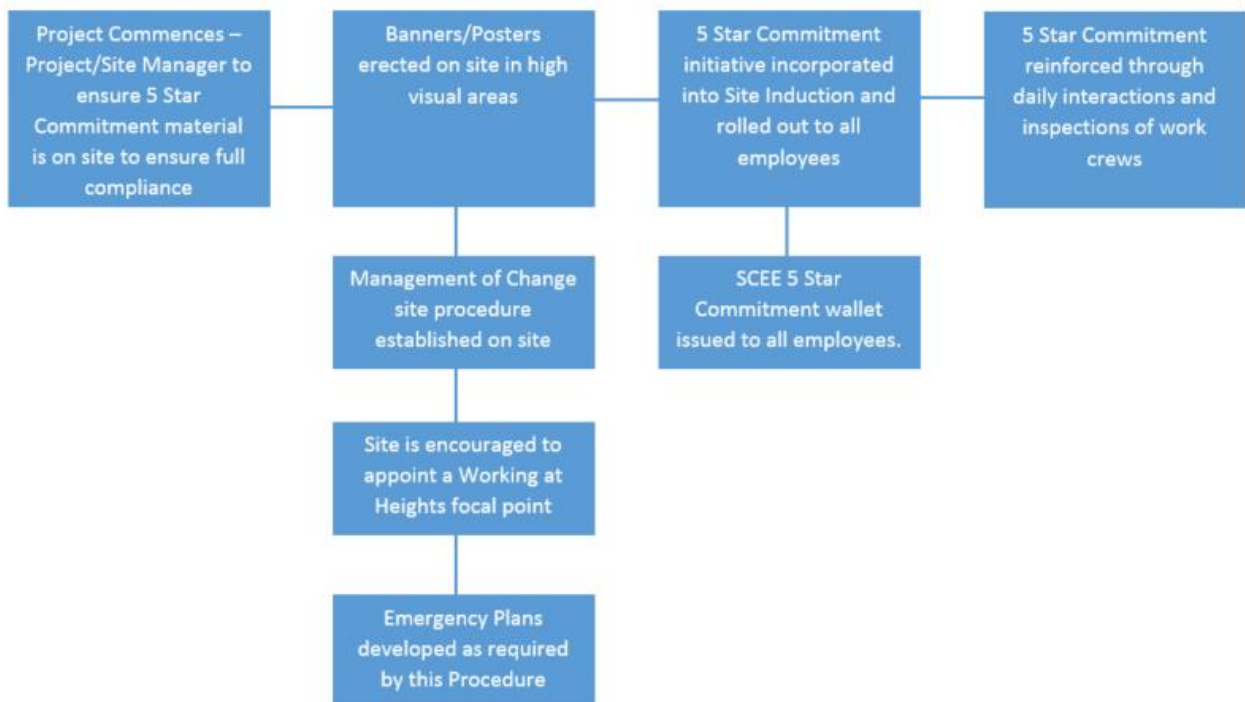 Project Commences –
Project/Site Manager to
ensure 5 Star
Commitment material
is on site to ensure full
compliance
Banners/Posters
erected on site in high
visual areas
5 Star Commitment
initiative incorporated
into Site Induction and
rolled out to all
employees
5 Star Commitment
reinforced through
daily interactions and
inspections of work
crews
Management of Change
site procedure
established on site
SCEE 5 Star
Commitment wallet
issued to all employees.
Site is encouraged to
appoint a Working at
Heights focal point
Emergency Plans
developed as required
by this Procedure